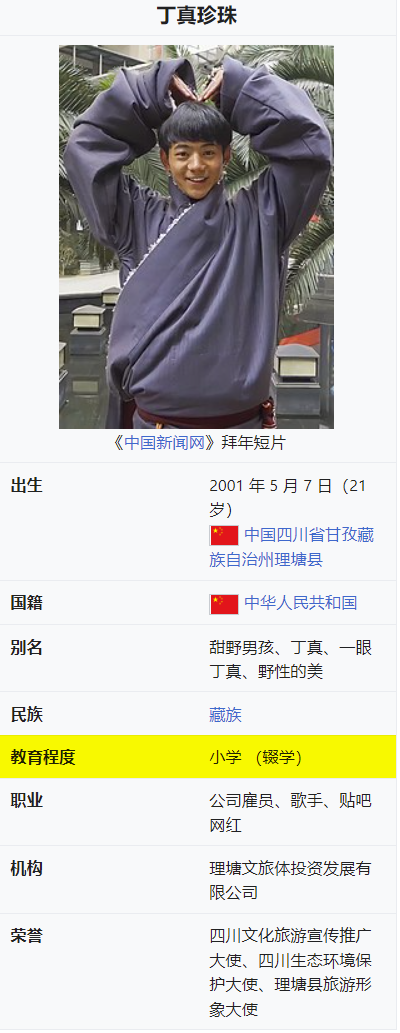 丁真珍珠
《中国新闻网》拜年短片
出生
2001 年 5 月 7 日（21
岁）
中国四川省甘孜藏
族自治州理塘县
国籍
中华人民共和国
别名
甜野男孩、丁真、一眼
丁真、野性的美
民族
藏族
教育程度
小学 （辍学）
职业
公司雇员、歌手、贴吧
网红
机构
理塘文旅体投资发展有
限公司
荣誉
四川文化旅游宣传推广
大使、四川生态环境保
护大使、理塘县旅游形
象大使